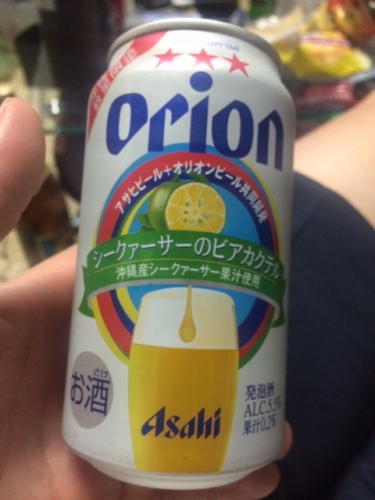 orion
アサヒビール+オリオンビール共同開発
シークヮーサーのビアカクテル
沖縄産シークヮーサー果汁使用
お酒
発泡酒
ALC.5.5%
果汁0.2%
Asahi